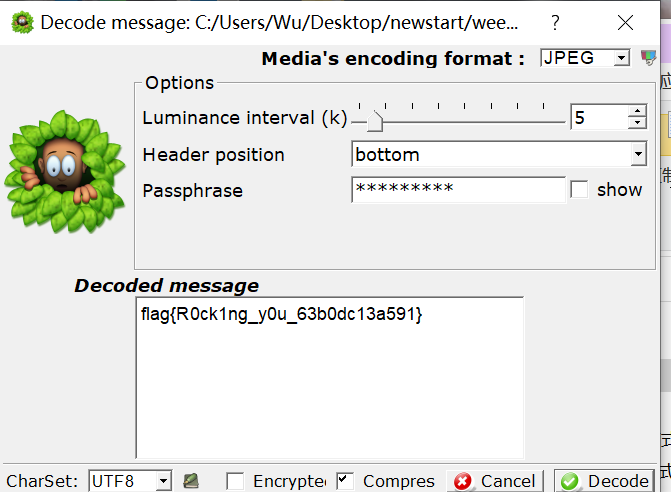 Decode message: C:/Users/Wu/Desktop/newstart/wee...
Media's encoding format : JPEG
Options
Luminance interval (k) 5
Header position bottom
Passphrase ********* show
Decoded message
flag{R0ck1ng_y0u_63b0dc13a591}
CharSet: UTF8 Encrypte Compres Cancel Decode